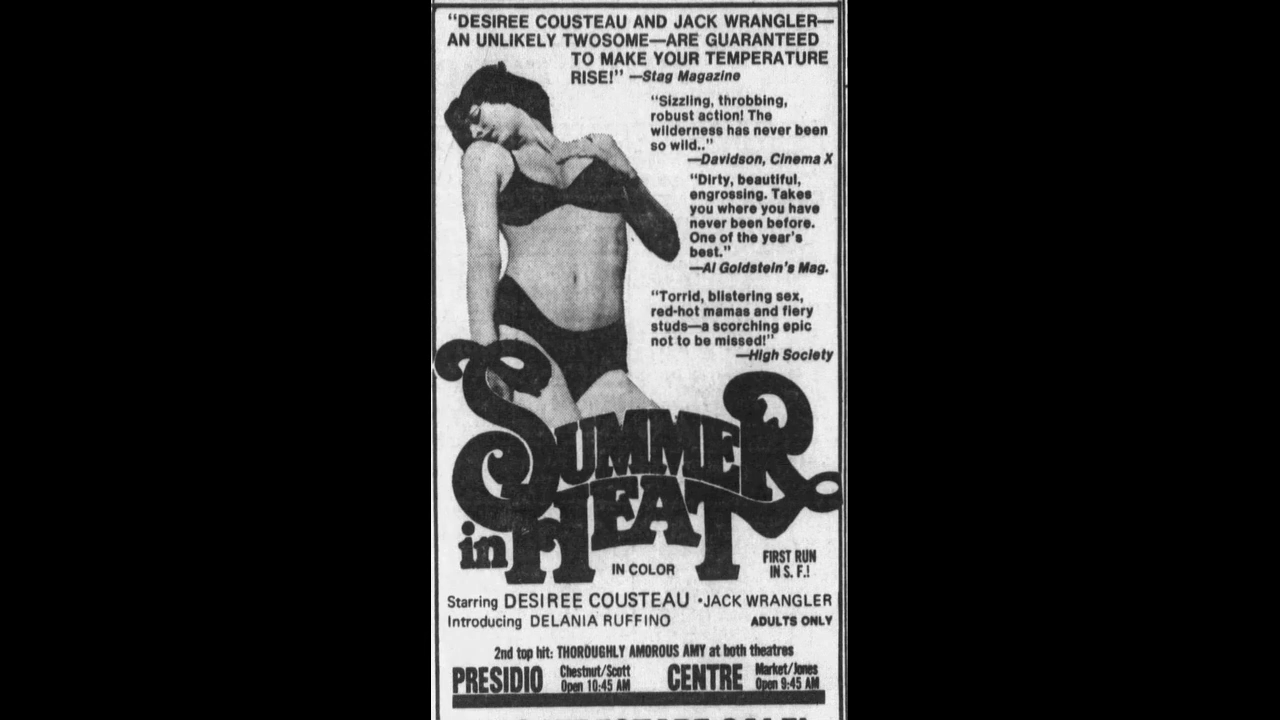 "DESIREE COUSTEAU AND JACK WRANGLER—
AN UNLIKELY TWOSOME—ARE GUARANTEED
TO MAKE YOUR TEMPERATURE
RISE!" —Stag Magazine
"Sizzling, throbbing,
robust action! The
wilderness has never been
so wild.."
—Davidson, Cinema X
"Dirty, beautiful,
engrossing. Takes
you where you have
never been before.
One of the year's
best."
—Al Goldstein's Mag.
"Torrid, blistering sex,
red-hot mamas and fiery
studs—a scorching epic
not to be missed!"
—High Society
SUMMER
in HEAT
IN COLOR
FIRST RUN
IN S. F.!
Starring DESIREE COUSTEAU •JACK WRANGLER
Introducing DELANIA RUFFINO
ADULTS ONLY
2nd top hit: THOROUGHLY AMOROUS AMY at both theatres
PRESIDIO Chestnut/Scott
Open 10:45 AM
CENTRE Market/Jones
Open 9:45 AM